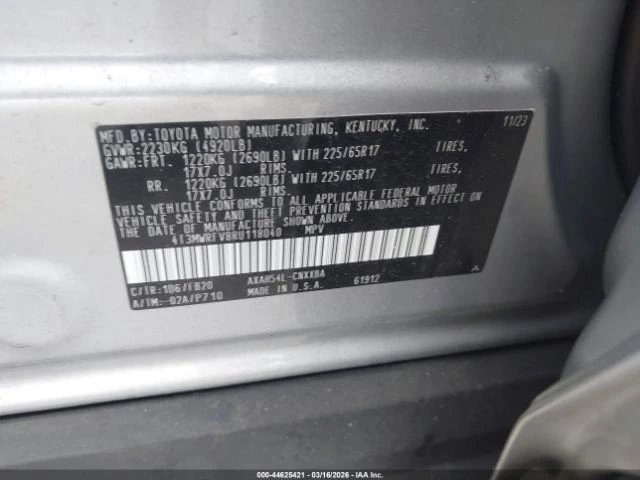 MFD.BY:TOYOTA MOTOR MANUFACTURING, KENTUCKY, INC. 11/23
GVWR:2230KG (4920LB)
GAWR:FRT. 1220KG (2690LB) WITH 225/65R17 TIRES,
17X7.0J RIMS.
RR. 1220KG (2690LB) WITH 225/65R17 TIRES,
17X7.0J RIMS.
THIS VEHICLE CONFORMS TO ALL APPLICABLE FEDERAL MOTOR
VEHICLE SAFETY AND THEFT PREVENTION STANDARDS IN EFFECT
ON THE DATE OF MANUFACTURE SHOWN ABOVE.
4T3MWRFV8RU118040 MPV
C/TR:1D6/FB20 AXAH54L-CNXXBA 61912 A
A/TM:-02A/P710 MADE IN U.S.A.
000-44625421 - 03/16/2026 - IAAI.COM